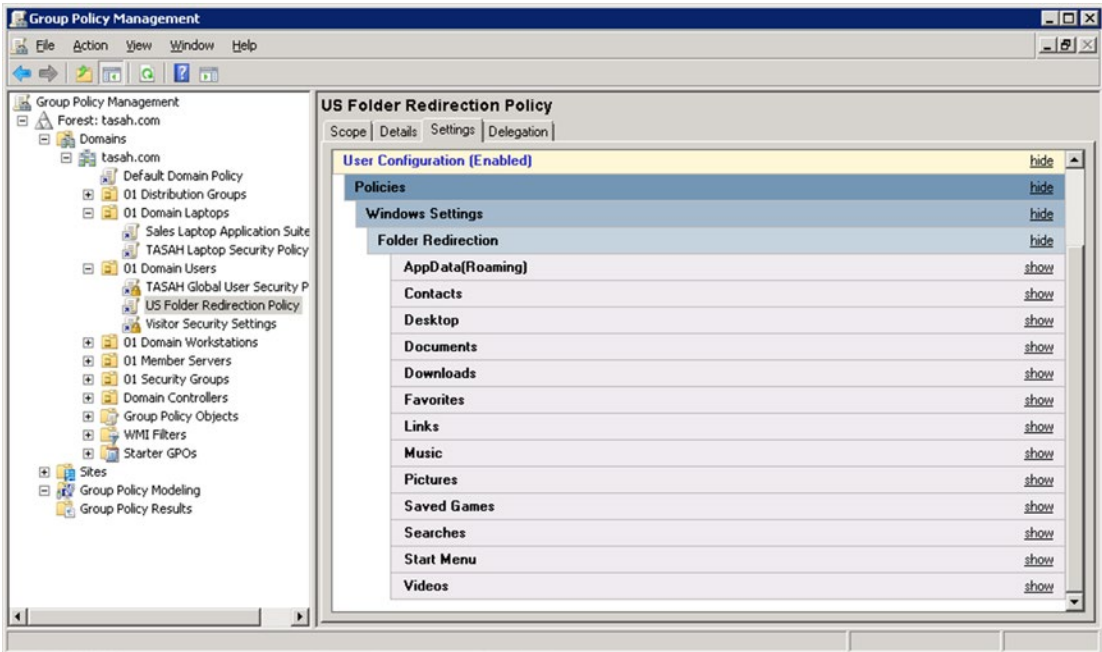 Group Policy Management
File Action View Window Help
Group Policy Management
Forest: tasah.com
Domains
tasah.com
Default Domain Policy
01 Distribution Groups
01 Domain Laptops
Sales Laptop Application Suite
TASAH Laptop Security Policy
01 Domain Users
TASAH Global User Security P
US Folder Redirection Policy
Visitor Security Settings
01 Domain Workstations
01 Member Servers
01 Security Groups
Domain Controllers
Group Policy Objects
WMI Filters
Starter GPOs
Sites
Group Policy Modeling
Group Policy Results
US Folder Redirection Policy
Scope Details Settings Delegation
User Configuration (Enabled) hide
Policies hide
Windows Settings hide
Folder Redirection hide
AppData(Roaming) show
Contacts show
Desktop show
Documents show
Downloads show
Favorites show
Links show
Music show
Pictures show
Saved Games show
Searches show
Start Menu show
Videos show